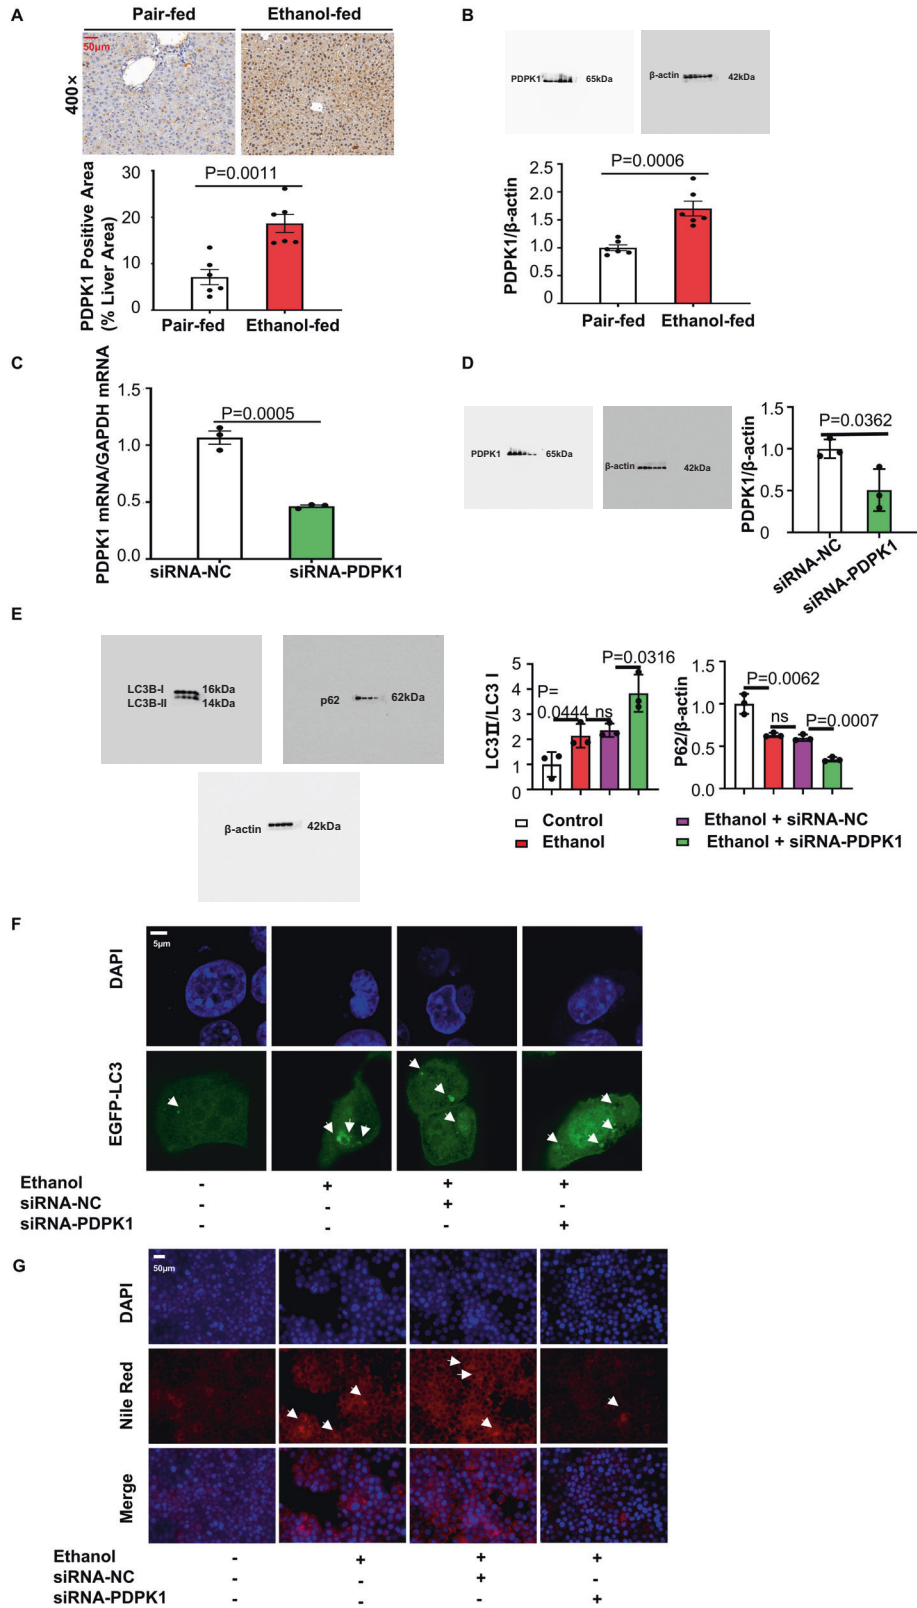 A
Pair-fed
Ethanol-fed
50μm
400×
PDPK1 Positive Area
(% Liver Area)
30
20
10
0
P=0.0011
Pair-fed
Ethanol-fed
B
PDPK1
65kDa
β-actin
42kDa
PDPK1/β-actin
2.5
2.0
1.5
1.0
0.5
0
P=0.0006
Pair-fed
Ethanol-fed
C
PDPK1 mRNA/GAPDH mRNA
1.5
1.0
0.5
0.0
P=0.0005
siRNA-NC
siRNA-PDPK1
D
PDPK1
65kDa
β-actin
42kDa
PDPK1/β-actin
1.5
1.0
0.5
0
P=0.0362
siRNA-NC
siRNA-PDPK1
E
LC3B-I
16kDa
LC3B-II
14kDa
p62
62kDa
β-actin
42kDa
LC3II/LC3 I
5
4
3
2
1
0
P=
0.0444
ns
P=0.0316
P62/β-actin
1.5
1.0
0.5
0.0
P=0.0062
ns
P=0.0007
Control
Ethanol
Ethanol + siRNA-NC
Ethanol + siRNA-PDPK1
F
5μm
DAPI
EGFP-LC3
Ethanol - + + +
siRNA-NC - - + -
siRNA-PDPK1 - - - +
G
50μm
DAPI
Nile Red
Merge
Ethanol - + + +
siRNA-NC - - + -
siRNA-PDPK1 - - - +